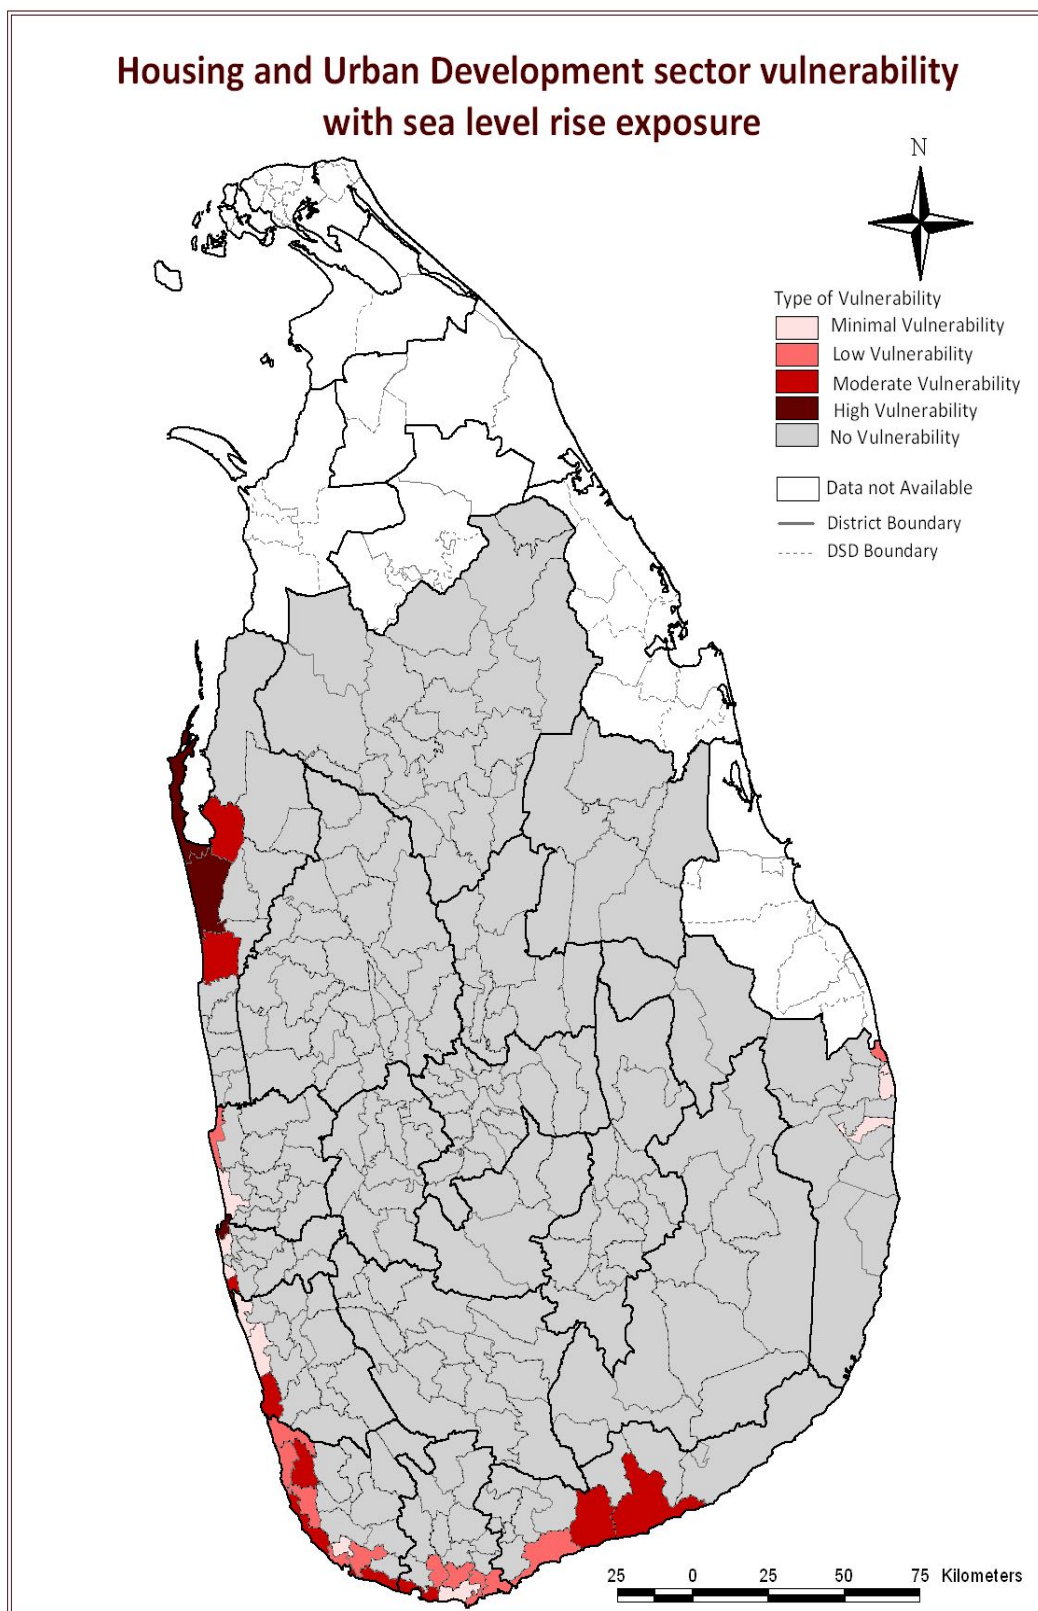 Housing and Urban Development sector vulnerability
with sea level rise exposure
N
Type of Vulnerability
Minimal Vulnerability
Low Vulnerability
Moderate Vulnerability
High Vulnerability
No Vulnerability
Data not Available
District Boundary
DSD Boundary
25 0 25 50 75 Kilometers